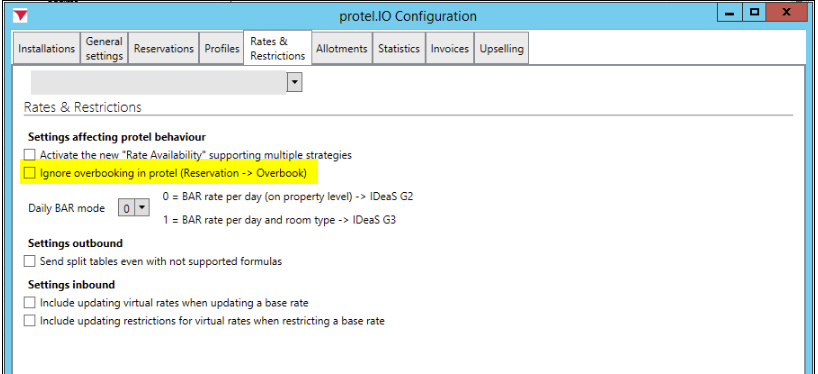 protel.IO Configuration
Installations
General
settings
Reservations
Profiles
Rates &
Restrictions
Allotments
Statistics
Invoices
Upselling
Rates & Restrictions
Settings affecting protel behaviour
Activate the new "Rate Availability" supporting multiple strategies
Ignore overbooking in protel (Reservation -> Overbook)
Daily BAR mode
0
0 = BAR rate per day (on property level) -> IDeaS G2
1 = BAR rate per day and room type -> IDeaS G3
Settings outbound
Send split tables even with not supported formulas
Settings inbound
Include updating virtual rates when updating a base rate
Include updating restrictions for virtual rates when restricting a base rate